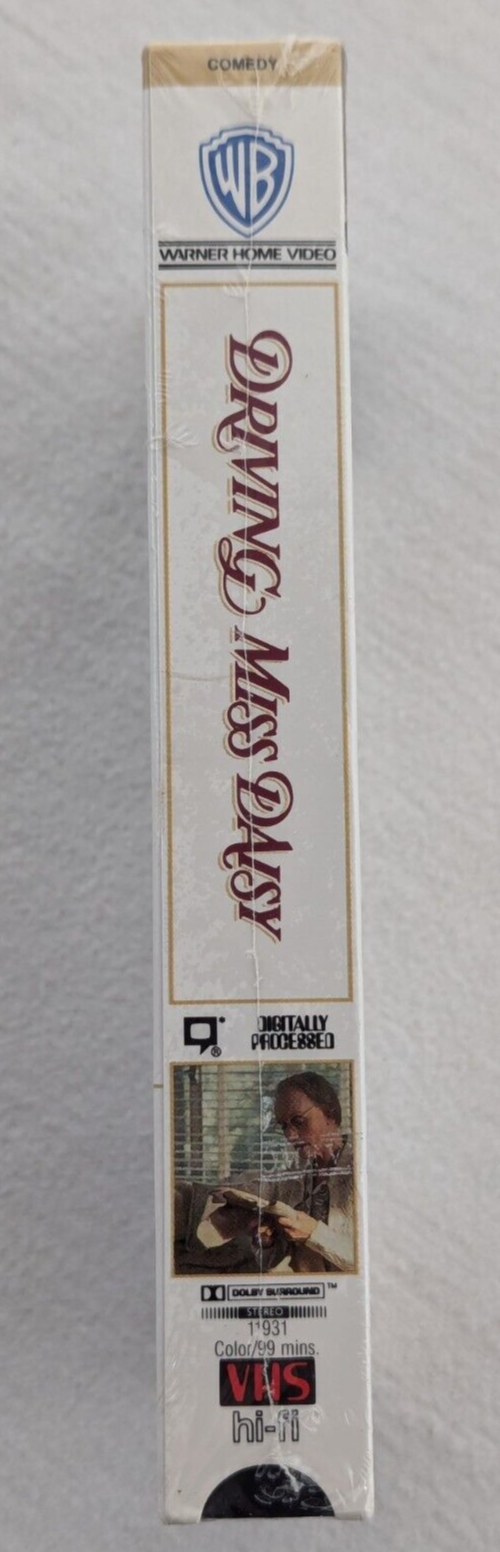 COMEDY
WB
WARNER HOME VIDEO
DRIVING MISS DAISY
®
DIGITALLY
PROCESSED
DOLBY SURROUND ™
STEREO
11931
Color/99 mins.
VHS
hi-fi